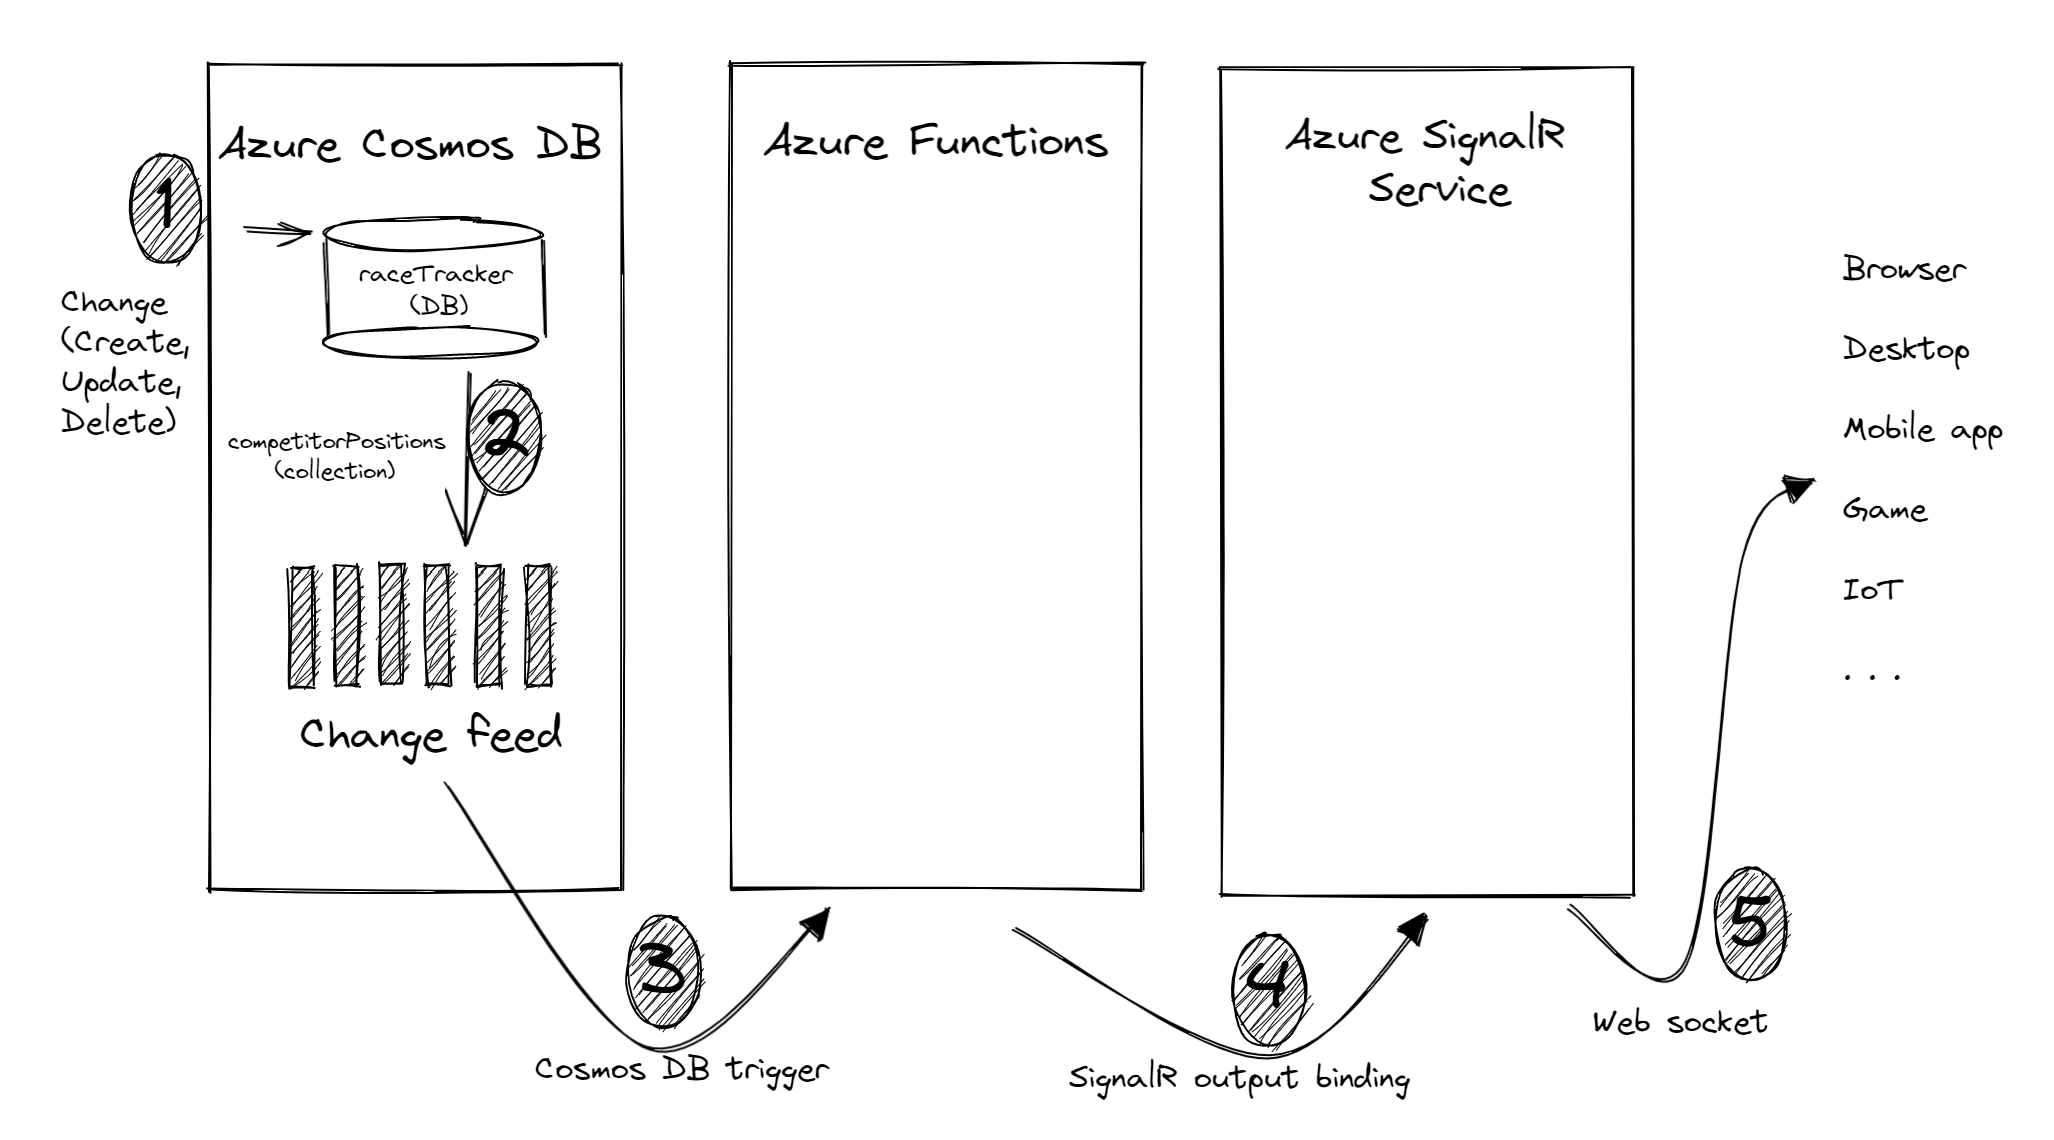 Azure Cosmos DB
1
Change
(Create,
Update,
Delete)
raceTracker
(DB)
2
competitorPositions
(collection)
Change feed
3
Cosmos DB trigger
Azure Functions
4
SignalR output binding
Azure SignalR
Service
5
Web socket
Browser
Desktop
Mobile app
Game
IoT
. . .